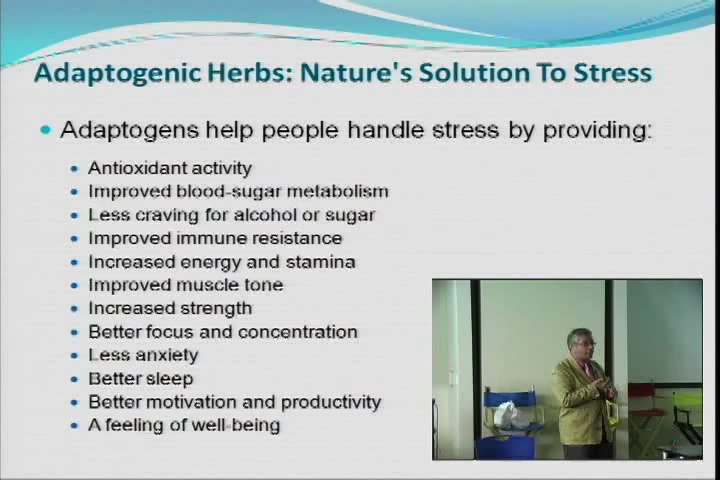 Adaptogenic Herbs: Nature's Solution To Stress
Adaptogens help people handle stress by providing:
Antioxidant activity
Improved blood-sugar metabolism
Less craving for alcohol or sugar
Improved immune resistance
Increased energy and stamina
Improved muscle tone
Increased strength
Better focus and concentration
Less anxiety
Better sleep
Better motivation and productivity
A feeling of well-being